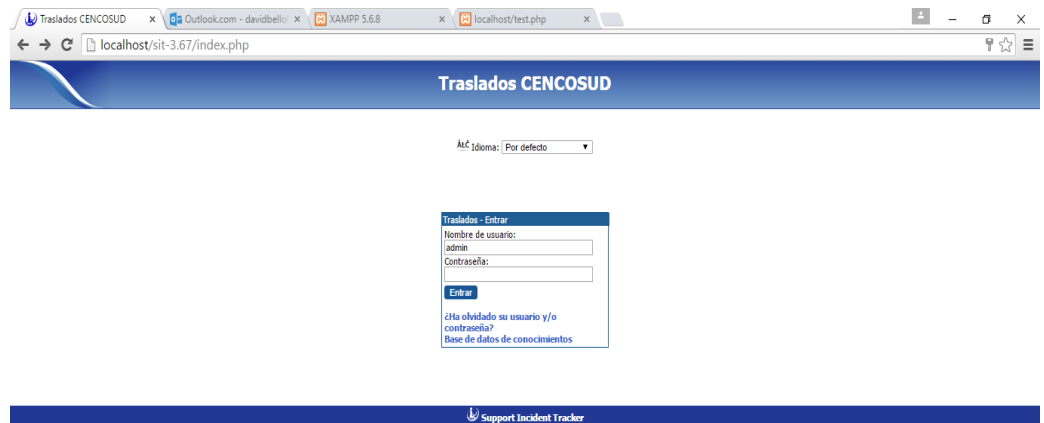 Traslados CENCOSUD
Outlook.com - davidbello
XAMPP 5.6.8
localhost/test.php
localhost/sit-3.67/index.php
Traslados CENCOSUD
Idioma: Por defecto
Traslados - Entrar
Nombre de usuario:
admin
Contraseña:
Entrar
¿Ha olvidado su usuario y/o
contraseña?
Base de datos de conocimientos
Support Incident Tracker